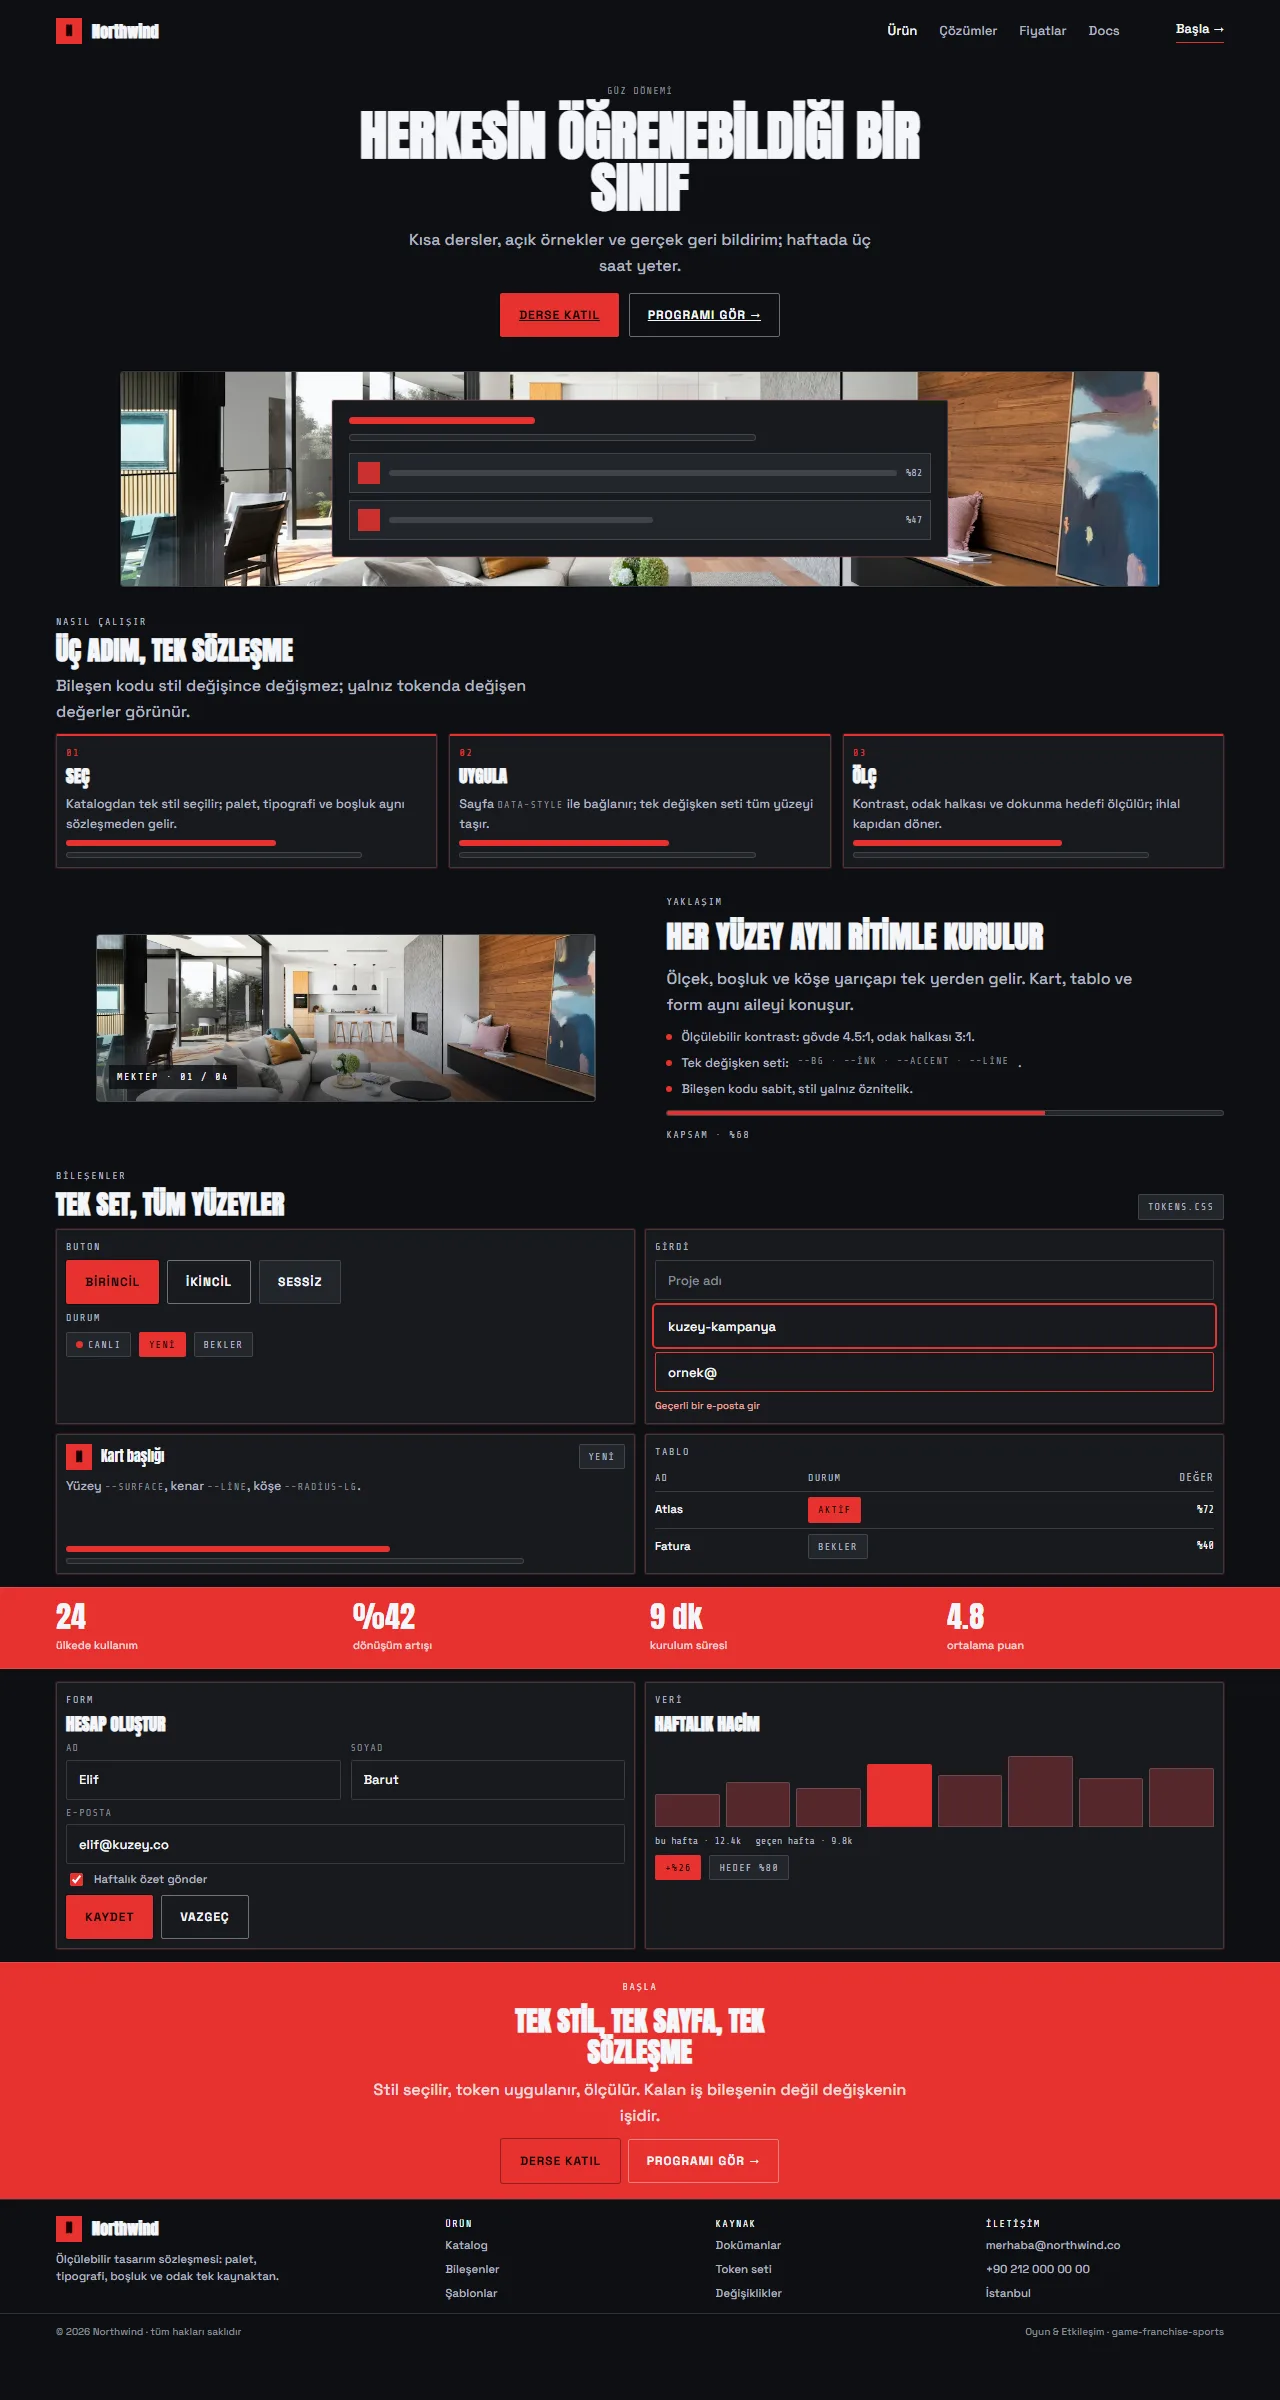 Northwind
Ürün Çözümler Fiyatlar Docs Başla →
GÜZ DÖNEMİ
HERKESİN ÖĞRENEBİLDİĞİ BİR
SINIF
Kısa dersler, açık örnekler ve gerçek geri bildirim; haftada üç
saat yeter.
DERSE KATIL PROGRAMI GÖR →
%82
%47
NASIL ÇALIŞIR
ÜÇ ADIM, TEK SÖZLEŞME
Bileşen kodu stil değişince değişmez; yalnız tokenda değişen
değerler görünür.
01
SEÇ
Katalogdan tek stil seçilir; palet, tipografi ve boşluk aynı
sözleşmeden gelir.
02
UYGULA
Sayfa DATA-STYLE ile bağlanır; tek değişken seti tüm yüzeyi
taşır.
03
ÖLÇ
Kontrast, odak halkası ve dokunma hedefi ölçülür; ihlal
kapıdan döner.
MEKTEP · 01 / 04
YAKLAŞIM
HER YÜZEY AYNI RİTİMLE KURULUR
Ölçek, boşluk ve köşe yarıçapı tek yerden gelir. Kart, tablo ve
form aynı aileyi konuşur.
Ölçülebilir kontrast: gövde 4.5:1, odak halkası 3:1.
Tek değişken seti: --BG · --İNK · --ACCENT · --LİNE .
Bileşen kodu sabit, stil yalnız öznitelik.
KAPSAM · %68
BİLEŞENLER
TEK SET, TÜM YÜZEYLER
TOKENS.CSS
BUTON
BİRİNCİL İKİNCİL SESSİZ
DURUM
CANLI YENİ BEKLER
GİRDİ
Proje adı
kuzey-kampanya
ornek@
Geçerli bir e-posta gir
Kart başlığı YENİ
Yüzey --SURFACE, kenar --LİNE, köşe --RADİUS-LG.
TABLO
AD DURUM DEĞER
Atlas AKTİF %72
Fatura BEKLER %40
24 %42 9 dk 4.8
ülkede kullanım dönüşüm artışı kurulum süresi ortalama puan
FORM
HESAP OLUŞTUR
AD SOYAD
Elif Barut
E-POSTA
elif@kuzey.co
Haftalık özet gönder
KAYDET VAZGEÇ
VERİ
HAFTALIK HACİM
bu hafta · 12.4k geçen hafta · 9.8k
+%26 HEDEF %80
BAŞLA
TEK STİL, TEK SAYFA, TEK
SÖZLEŞME
Stil seçilir, token uygulanır, ölçülür. Kalan iş bileşenin değil değişkenin
işidir.
DERSE KATIL PROGRAMI GÖR →
Northwind
Ölçülebilir tasarım sözleşmesi: palet,
tipografi, boşluk ve odak tek kaynaktan.
ÜRÜN
Katalog
Bileşenler
Şablonlar
KAYNAK
Dokümanlar
Token seti
Değişiklikler
İLETİŞİM
merhaba@northwind.co
+90 212 000 00 00
İstanbul
© 2026 Northwind · tüm hakları saklıdır
Oyun & Etkileşim · game-franchise-sports